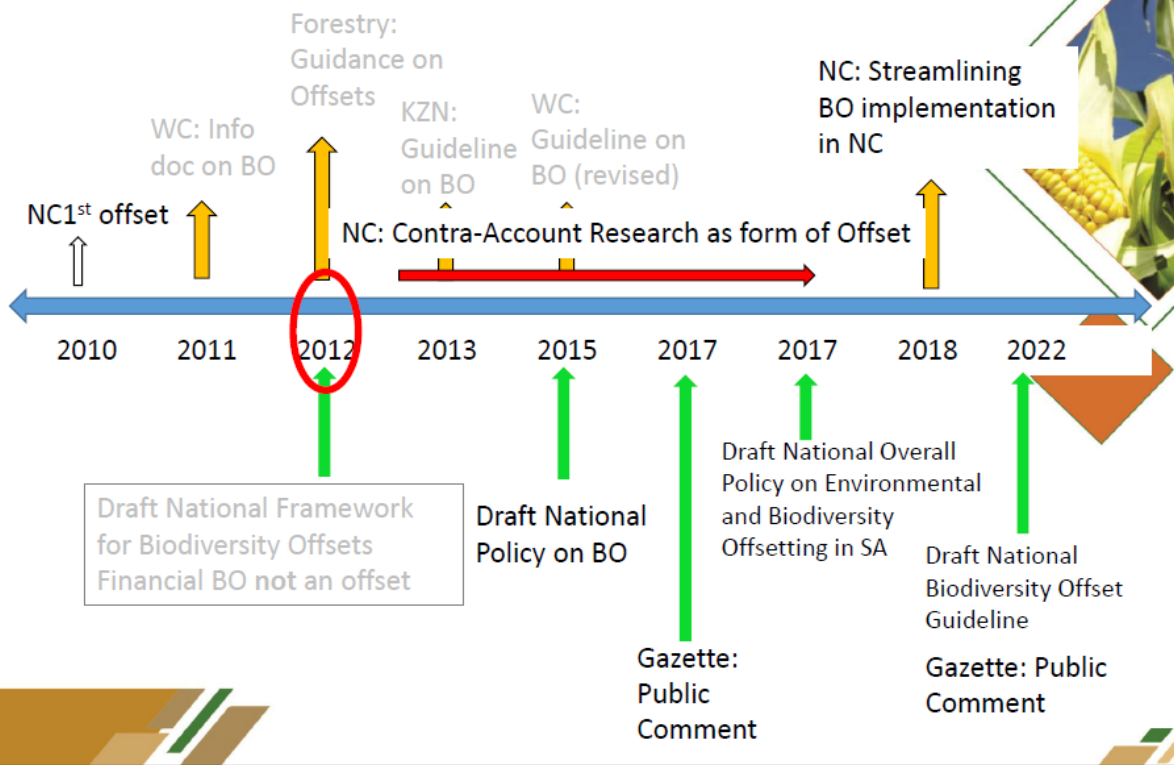 Forestry:
Guidance on
Offsets
WC: Info
doc on BO
KZN:
Guideline
on BO
WC:
Guideline on
BO (revised)
NC: Streamlining
BO implementation
in NC
NC1st offset
NC: Contra-Account Research as form of Offset
2010 2011 2012 2013 2015 2017 2017 2018 2022
Draft National Framework
for Biodiversity Offsets
Financial BO not an offset
Draft National
Policy on BO
Gazette:
Public
Comment
Draft National Overall
Policy on Environmental
and Biodiversity
Offsetting in SA
Draft National
Biodiversity Offset
Guideline
Gazette: Public
Comment